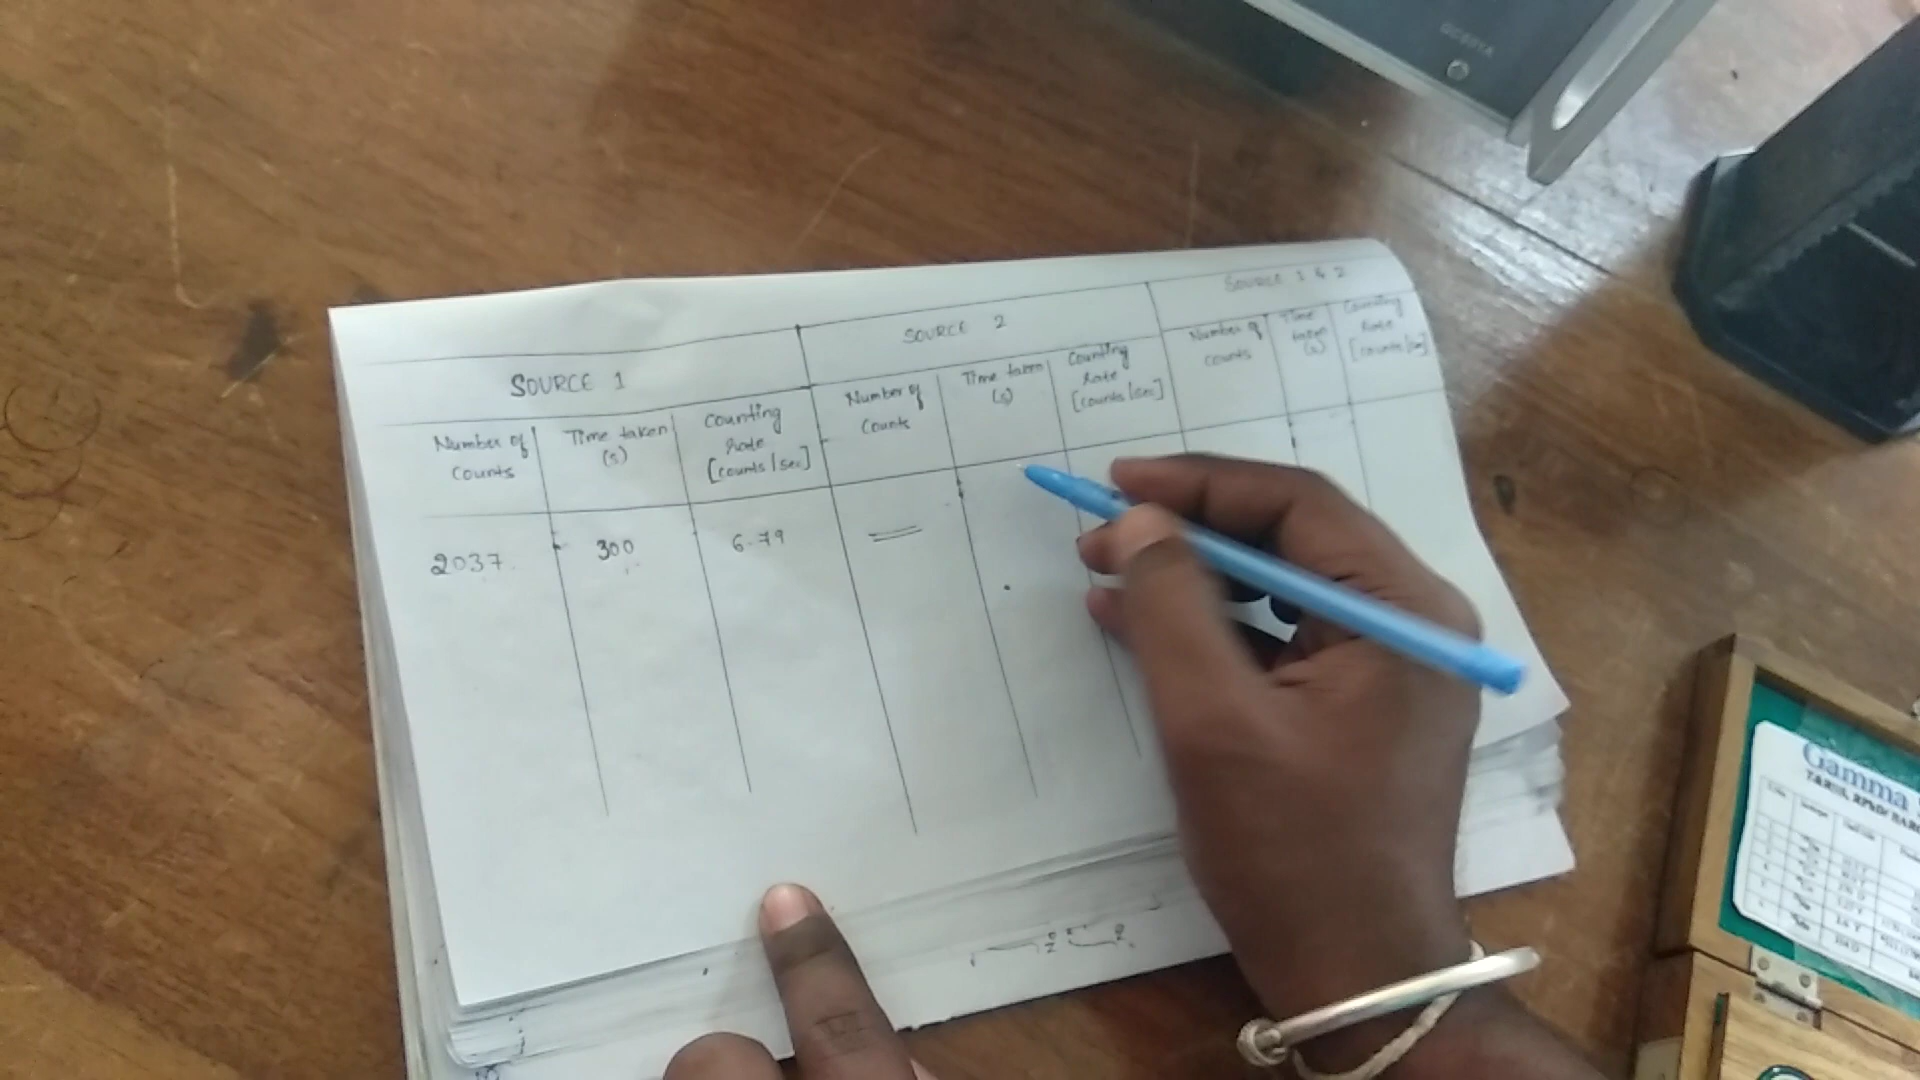 SOURCE 1
SOURCE 2
SOURCE 1 & 2
Number of
Counts
Time taken
(s)
Counting
Rate
[counts/sec]
Number of
Counts
Time taken
(s)
Counting
Rate
[counts/sec]
Number of
counts
Time
taken
(s)
Counting
Rate
[counts/sec]
2037
300
6.79
Gamma